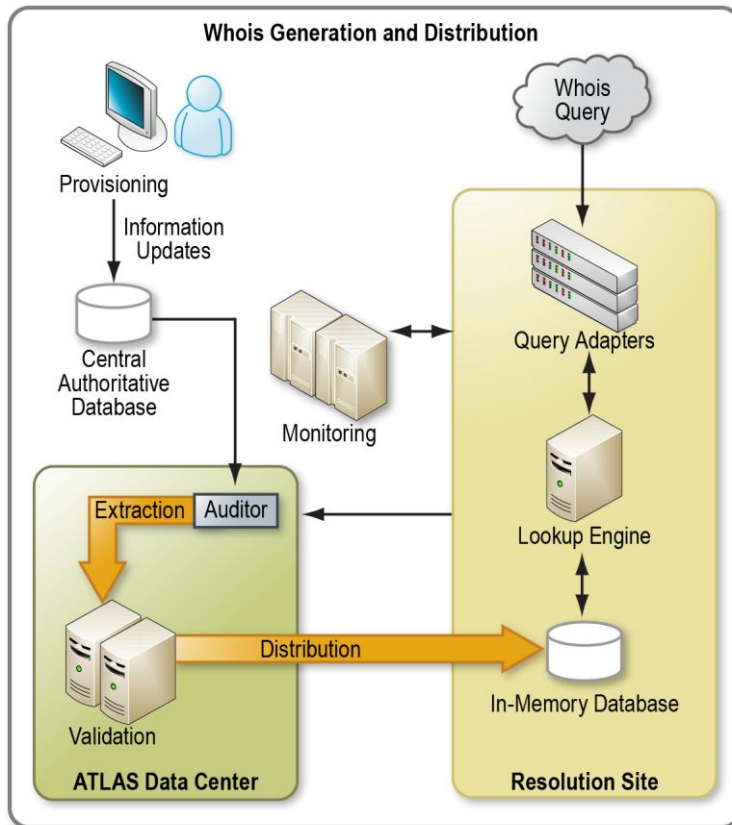 Whois Generation and Distribution
Whois
Query
Provisioning
Information
Updates
Central
Authoritative
Database
Monitoring
Query Adapters
Extraction
Auditor
Lookup Engine
Distribution
Validation
In-Memory Database
ATLAS Data Center
Resolution Site